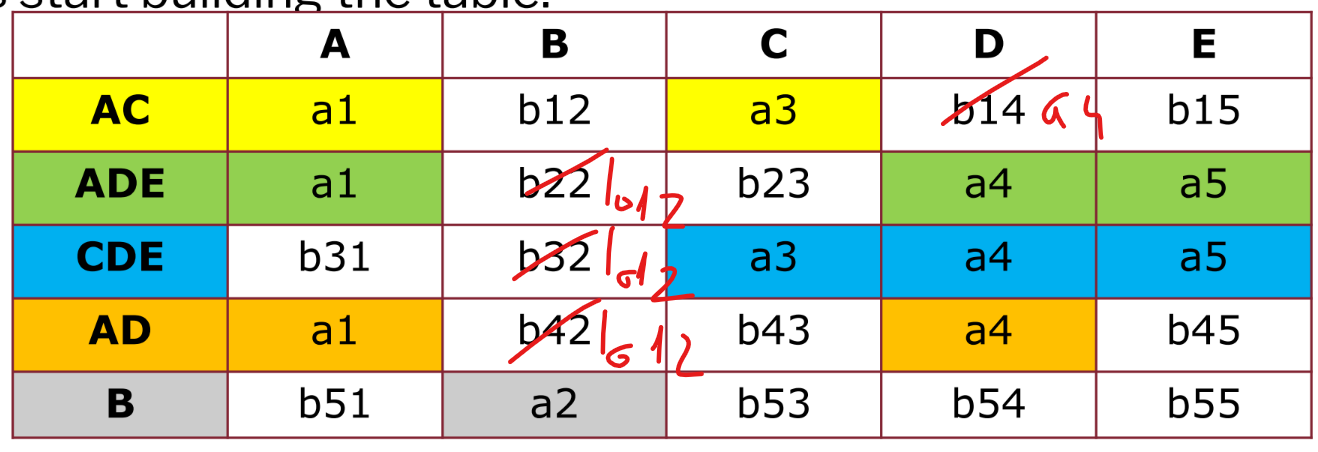 s start building the table.
A B C D E
AC a1 b12 a3 b14 a4 b15
ADE a1 b22 b12 b23 a4 a5
CDE b31 b32 b12 a3 a4 a5
AD a1 b42 b12 b43 a4 b45
B b51 a2 b53 b54 b55